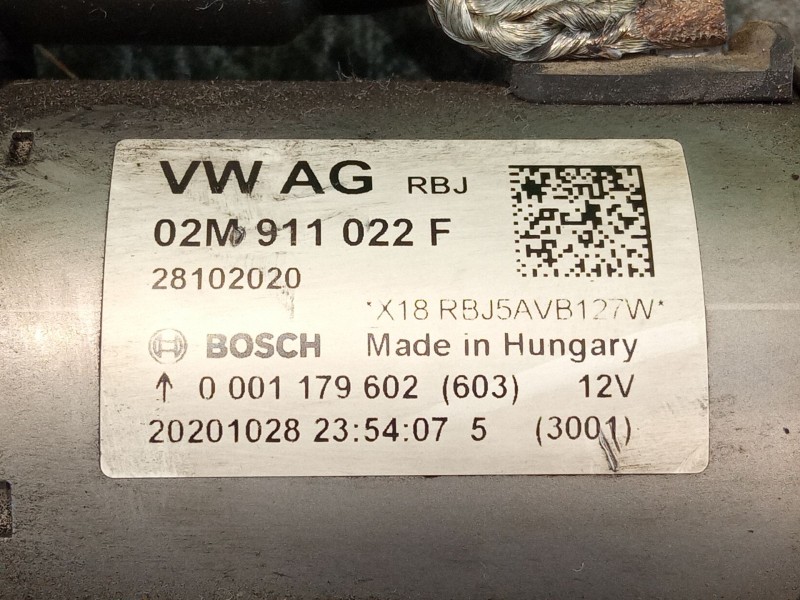 VW AG RBJ
02M 911 022 F
28102020
*X18 RBJ5AVB127W*
BOSCH Made in Hungary
↑ 0 001 179 602 (603) 12V
20201028 23:54:07 5 (3001)